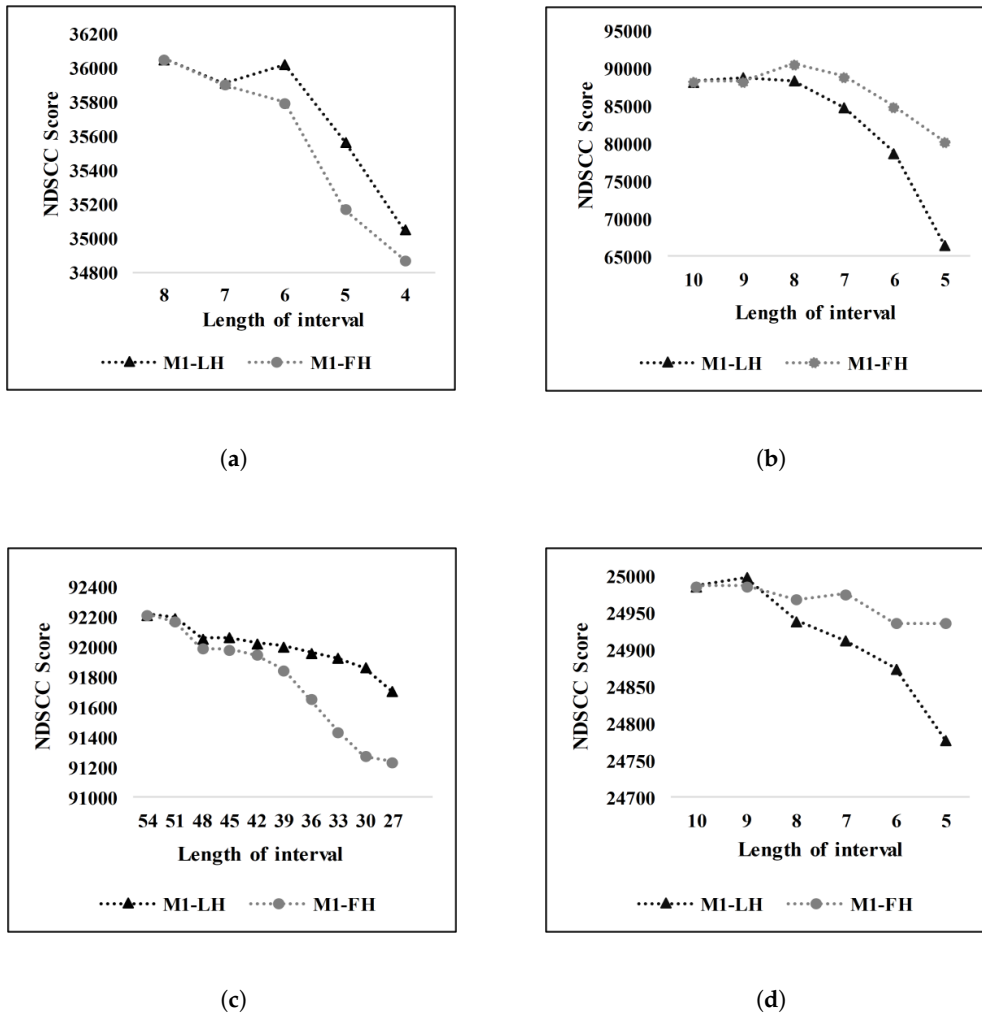 36200
36000
35800
35600
35400
35200
35000
34800
NDSCC Score
8 7 6 5 4
Length of interval
M1-LH M1-FH
(a)
95000
90000
85000
80000
75000
70000
65000
NDSCC Score
10 9 8 7 6 5
Length of interval
M1-LH M1-FH
(b)
92400
92200
92000
91800
91600
91400
91200
91000
NDSCC Score
54 51 48 45 42 39 36 33 30 27
Length of interval
M1-LH M1-FH
(c)
25000
24950
24900
24850
24800
24750
24700
NDSCC Score
10 9 8 7 6 5
Length of interval
M1-LH M1-FH
(d)